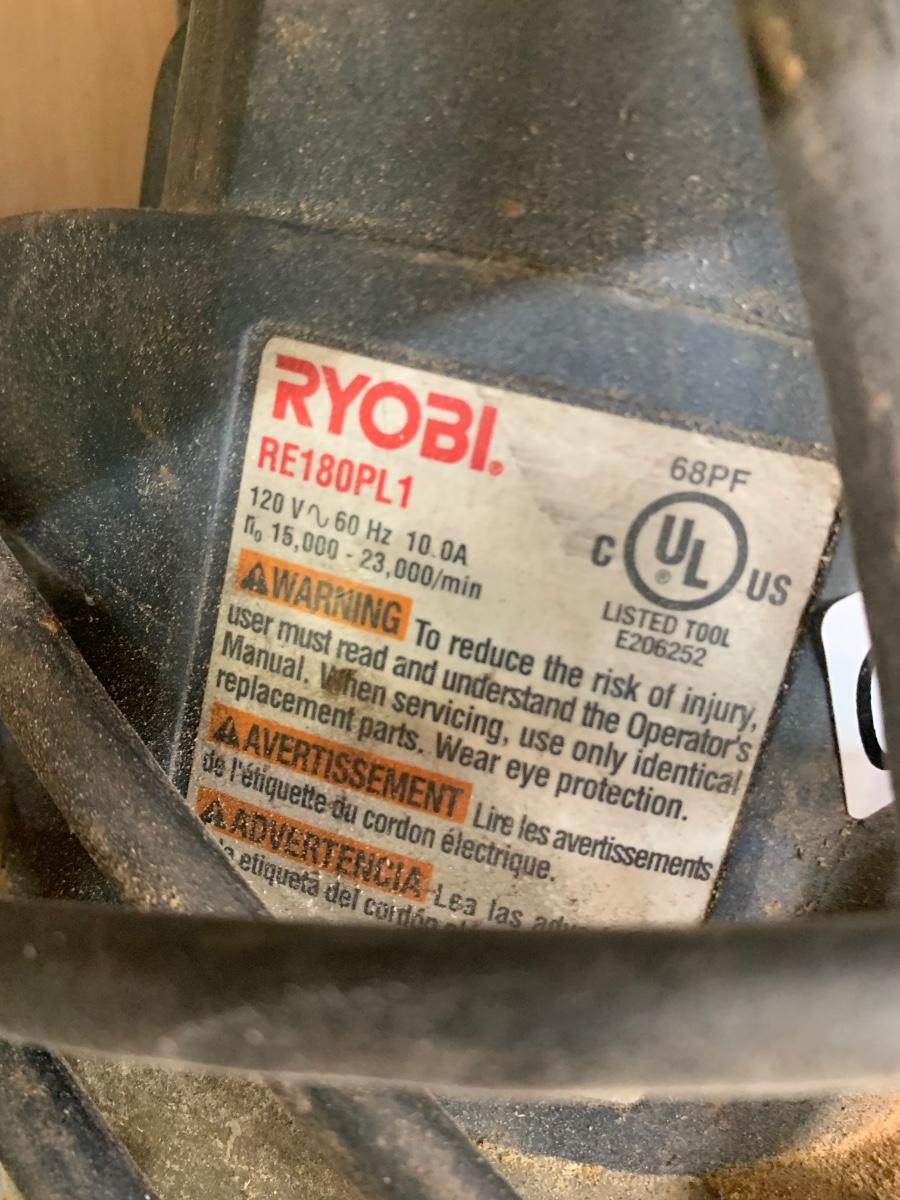 RYOBI®
RE180PL1
120 V ~ 60 Hz 10.0A
n₀ 15,000 - 23,000/min
68PF
C UL® US
LISTED TOOL
E206252
⚠WARNING To reduce the risk of injury,
user must read and understand the Operator's
Manual. When servicing, use only identical
replacement parts. Wear eye protection.
⚠AVERTISSEMENT Lire les avertissements
de l'étiquette du cordon électrique.
⚠ADVERTENCIA Lea las
etiqueta del cordón